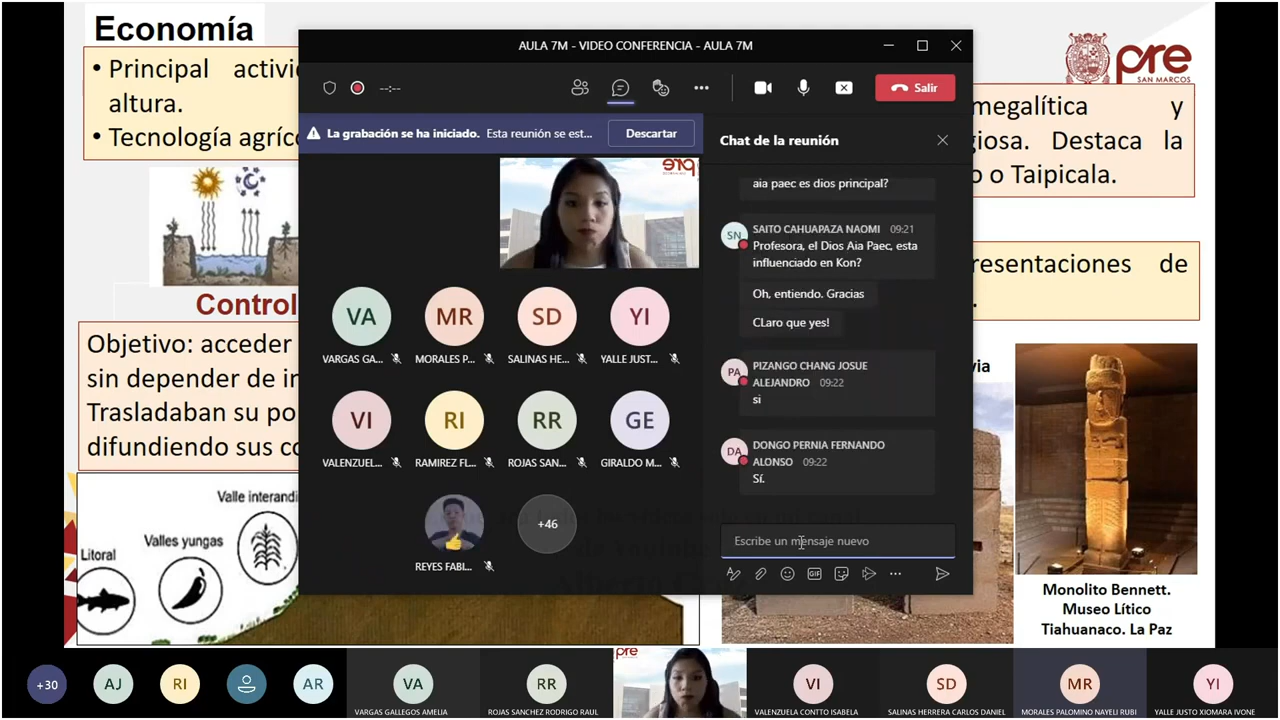 Economía
• Principal activi
altura.
• Tecnología agríc
Control
Objetivo: acceder
sin depender de in
Trasladaban su po
difundiendo sus co
Valle interandi
Valles yungas
Litoral
AULA 7M - VIDEO CONFERENCIA - AULA 7M
--:--
Salir
La grabación se ha iniciado. Esta reunión se est...
Descartar
pre
VA
MR
SD
YI
VARGAS GA...
MORALES P...
SALINAS HE...
YALLE JUST...
VI
RI
RR
GE
VALENZUEL...
RAMIREZ FL...
ROJAS SAN...
GIRALDO M...
+46
REYES FABI...
Chat de la reunión
aia paec es dios principal?
SN
SAITO CAHUAPAZA NAOMI 09:21
Profesora, el Dios Aia Paec, esta
influenciado en Kon?
Oh, entiendo. Gracias
CLaro que yes!
PA
PIZANGO CHANG JOSUE
ALEJANDRO 09:22
si
DA
DONGO PERNIA FERNANDO
ALONSO 09:22
Sí.
Escribe un mensaje nuevo
GIF
pre
SAN MARCOS
megalítica y
giosa. Destaca la
o o Taipicala.
resentaciones de
via
Monolito Bennett.
Museo Lítico
Tiahuanaco. La Paz
+30
AJ
RI
AR
VA
VARGAS GALLEGOS AMELIA
RR
ROJAS SANCHEZ RODRIGO RAUL
pre
VI
VALENZUELA CONTTO ISABELA
SD
SALINAS HERRERA CARLOS DANIEL
MR
MORALES PALOMINO NAYELI RUBI
YI
YALLE JUSTO XIOMARA IVONE